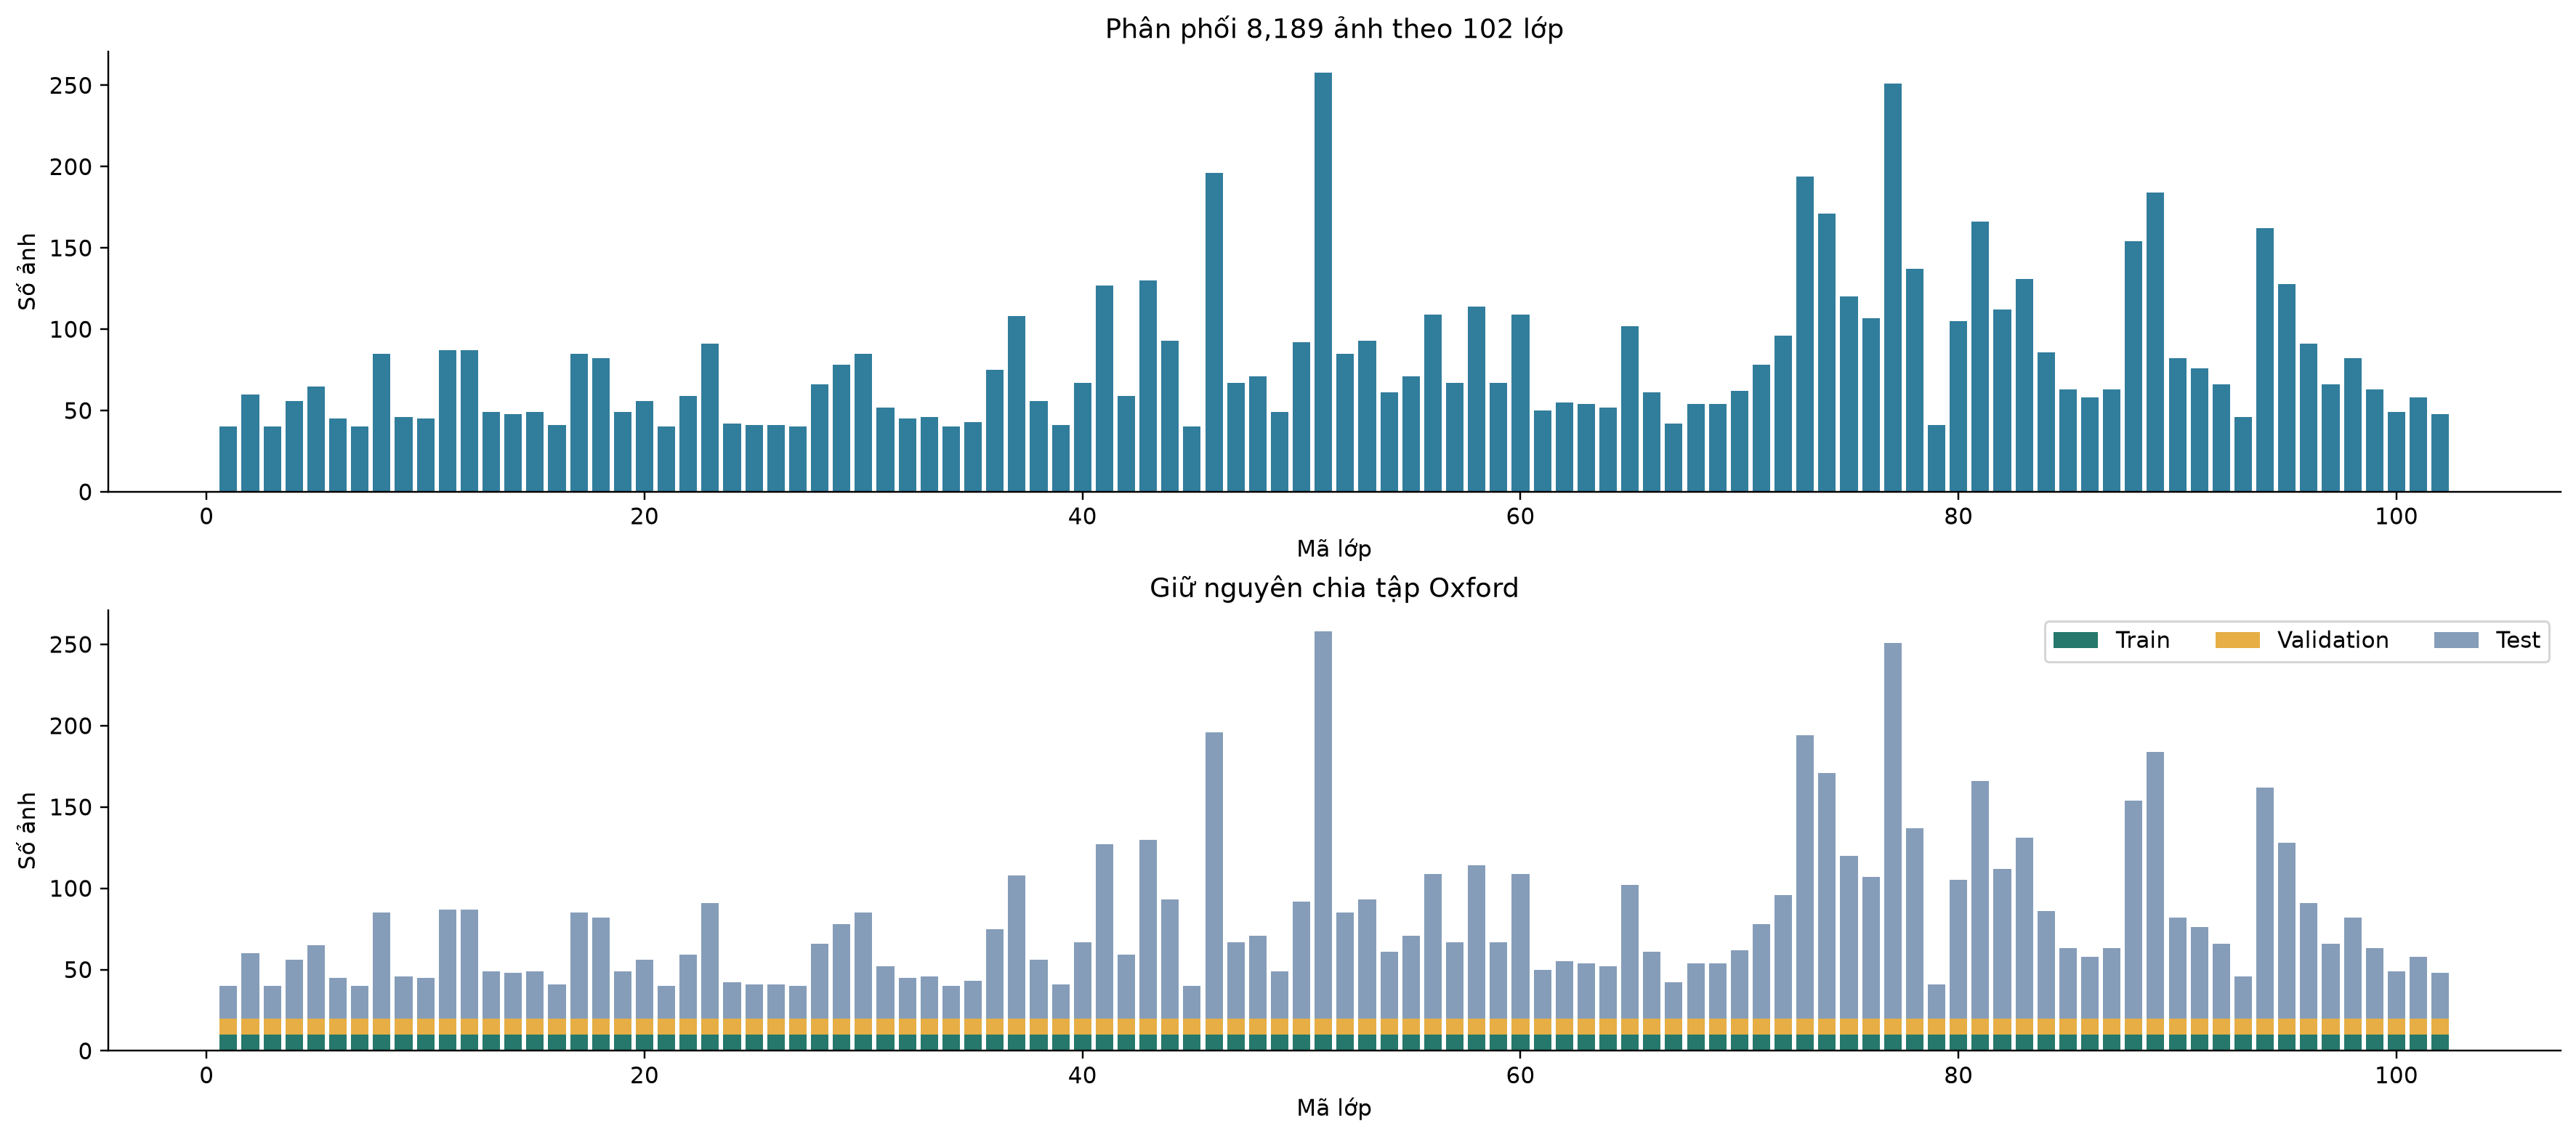 Phân phối 8,189 ảnh theo 102 lớp
250
200
150
100
50
0
Số ảnh
0 20 40 60 80 100
Mã lớp
Giữ nguyên chia tập Oxford
Train Validation Test
250
200
150
100
50
0
Số ảnh
0 20 40 60 80 100
Mã lớp